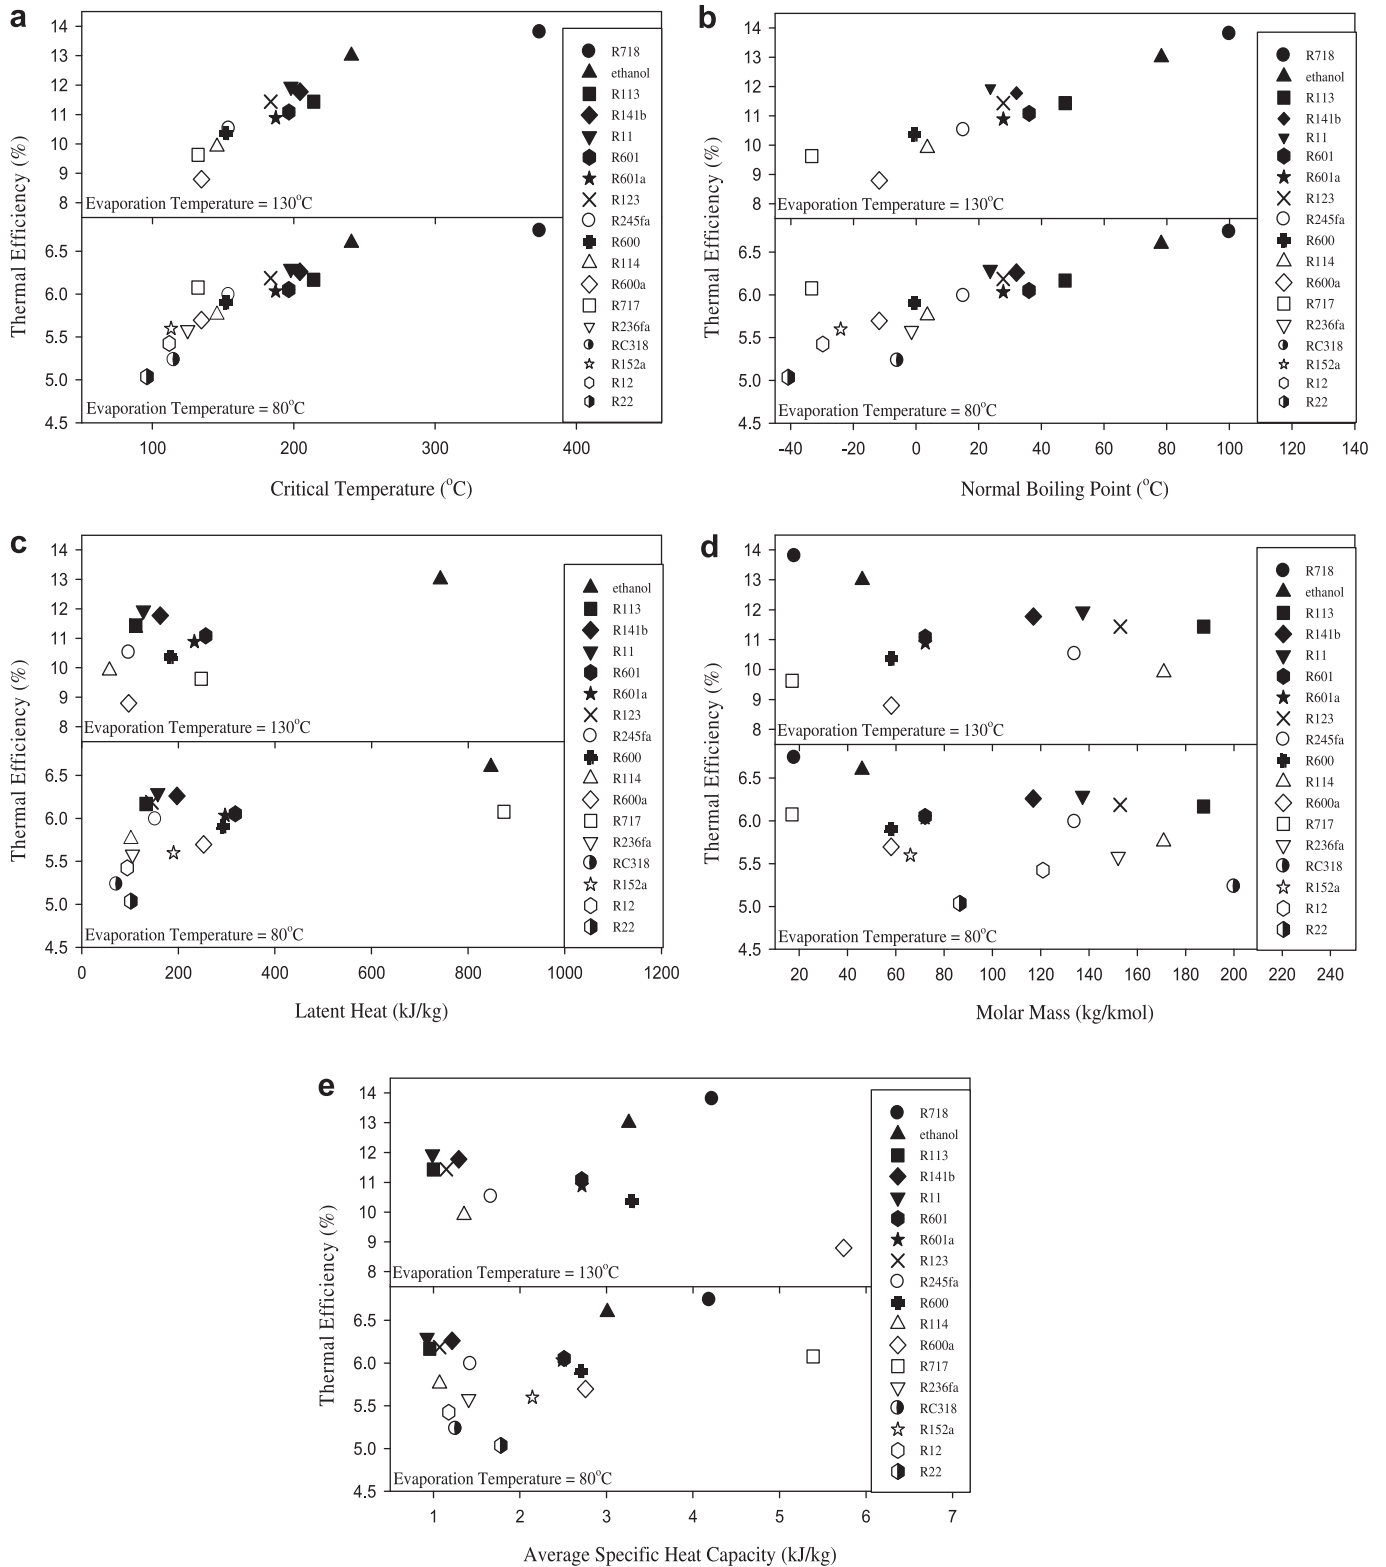 a
Thermal Efficiency (%)
14
13
12
11
10
9
8
Evaporation Temperature = 130°C
6.5
6.0
5.5
5.0
4.5
Thermal Efficiency (%)
Evaporation Temperature = 80°C
100
200
300
400
Critical Temperature (°C)
R718
ethanol
R113
R141b
R11
R601
R601a
R123
R245fa
R600
R114
R600a
R717
R236fa
RC318
R152a
R12
R22
b
Thermal Efficiency (%)
14
13
12
11
10
9
8
Evaporation Temperature = 130°C
6.5
6.0
5.5
5.0
4.5
Thermal Efficiency (%)
Evaporation Temperature = 80°C
-40
-20
0
20
40
60
80
100
120
140
Normal Boiling Point (°C)
R718
ethanol
R113
R141b
R11
R601
R601a
R123
R245fa
R600
R114
R600a
R717
R236fa
RC318
R152a
R12
R22
c
Thermal Efficiency (%)
14
13
12
11
10
9
8
Evaporation Temperature = 130°C
6.5
6.0
5.5
5.0
4.5
Thermal Efficiency (%)
Evaporation Temperature = 80°C
0
200
400
600
800
1000
1200
Latent Heat (kJ/kg)
ethanol
R113
R141b
R11
R601
R601a
R123
R245fa
R600
R114
R600a
R717
R236fa
RC318
R152a
R12
R22
d
Thermal Efficiency (%)
14
13
12
11
10
9
8
Evaporation Temperature = 130°C
6.5
6.0
5.5
5.0
4.5
Thermal Efficiency (%)
Evaporation Temperature = 80°C
20
40
60
80
100
120
140
160
180
200
220
240
Molar Mass (kg/kmol)
R718
ethanol
R113
R141b
R11
R601
R601a
R123
R245fa
R600
R114
R600a
R717
R236fa
RC318
R152a
R12
R22
e
Thermal Efficiency (%)
14
13
12
11
10
9
8
Evaporation Temperature = 130°C
6.5
6.0
5.5
5.0
4.5
Thermal Efficiency (%)
Evaporation Temperature = 80°C
1
2
3
4
5
6
7
Average Specific Heat Capacity (kJ/kg)
R718
ethanol
R113
R141b
R11
R601
R601a
R123
R245fa
R600
R114
R600a
R717
R236fa
RC318
R152a
R12
R22